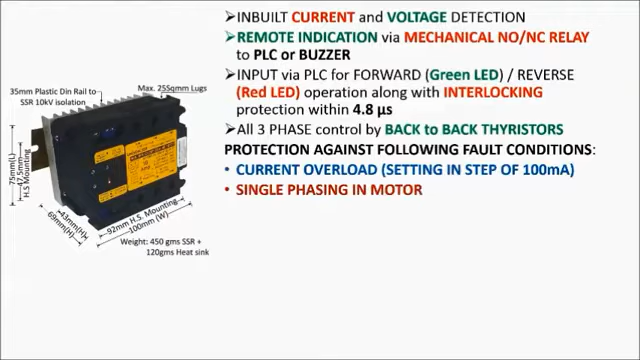 INBUILT CURRENT and VOLTAGE DETECTION
REMOTE INDICATION via MECHANICAL NO/NC RELAY
to PLC or BUZZER
INPUT via PLC for FORWARD (Green LED) / REVERSE
(Red LED) operation along with INTERLOCKING
protection within 4.8 µs
All 3 PHASE control by BACK to BACK THYRISTORS
PROTECTION AGAINST FOLLOWING FAULT CONDITIONS:
• CURRENT OVERLOAD (SETTING IN STEP OF 100mA)
• SINGLE PHASING IN MOTOR
35mm Plastic Din Rail to
SSR 10kV isolation
Max. 25sqmm Lugs
75mm(L)
47.5mm
H.S Mounting
43mm(H)
69mm(H)
92mm H.S. Mounting
100mm (W)
Weight: 450 gms SSR +
120gms Heat sink